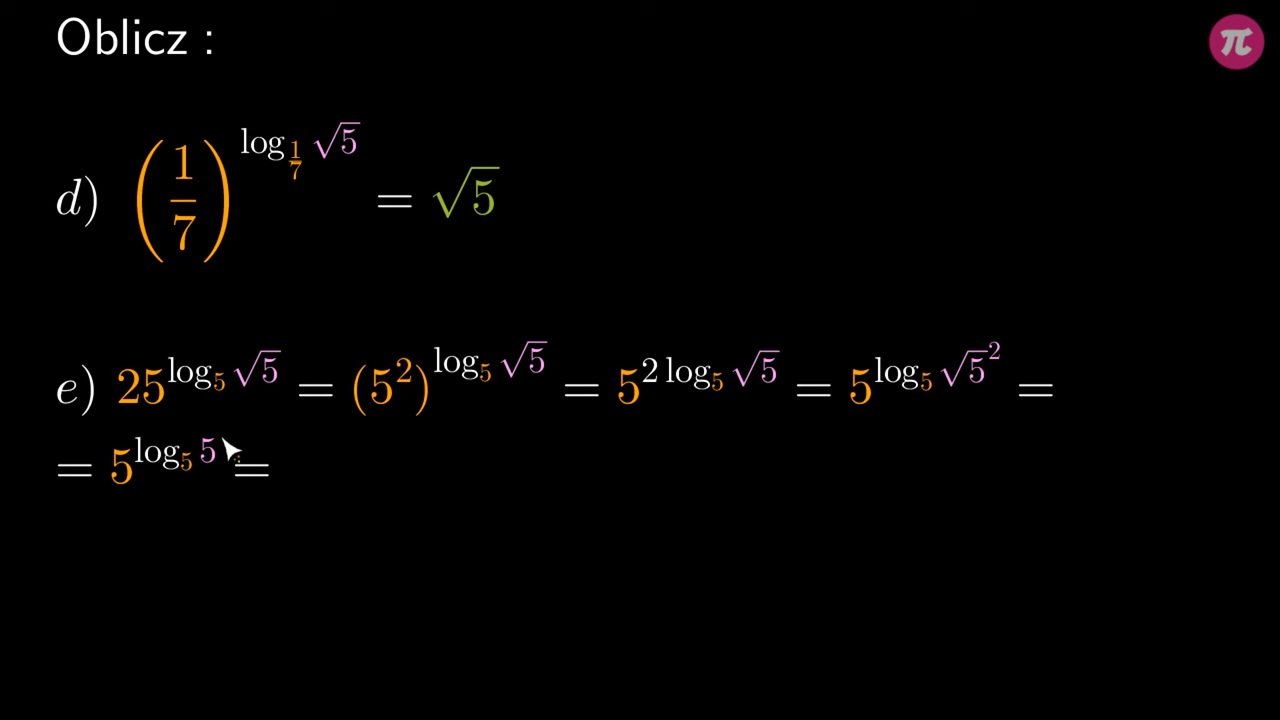 Oblicz :
π
d) (1/7)^(log_(1/7) √5) = √5
e) 25^(log_5 √5) = (5^2)^(log_5 √5) = 5^(2 log_5 √5) = 5^(log_5 √5^2) =
= 5^(log_5 5) =